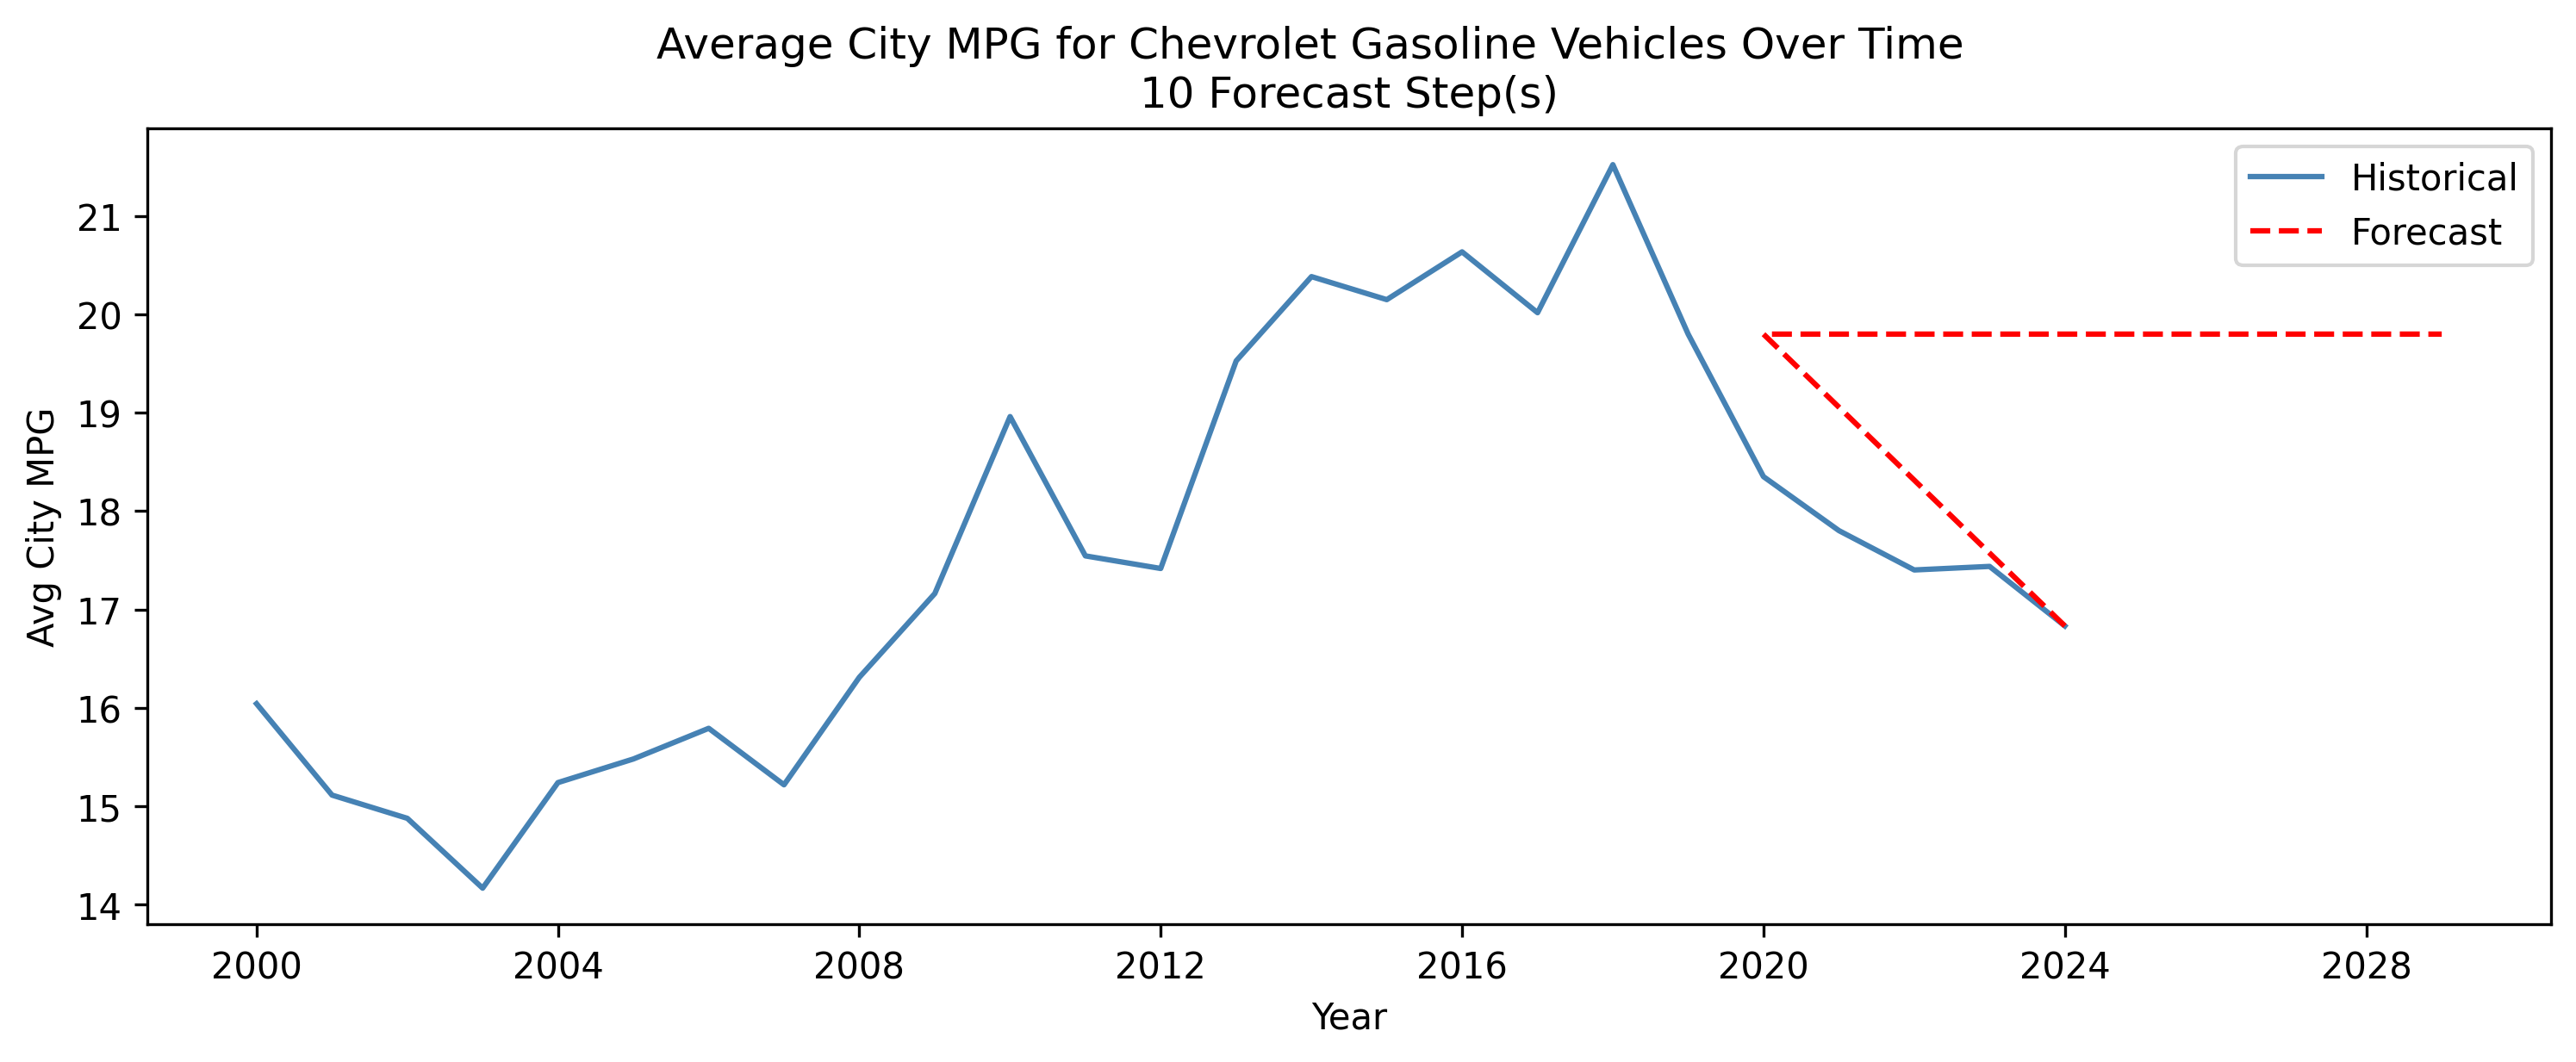 Average City MPG for Chevrolet Gasoline Vehicles Over Time
10 Forecast Step(s)
Historical
Forecast
Avg City MPG
21
20
19
18
17
16
15
14
2000 2004 2008 2012 2016 2020 2024 2028
Year